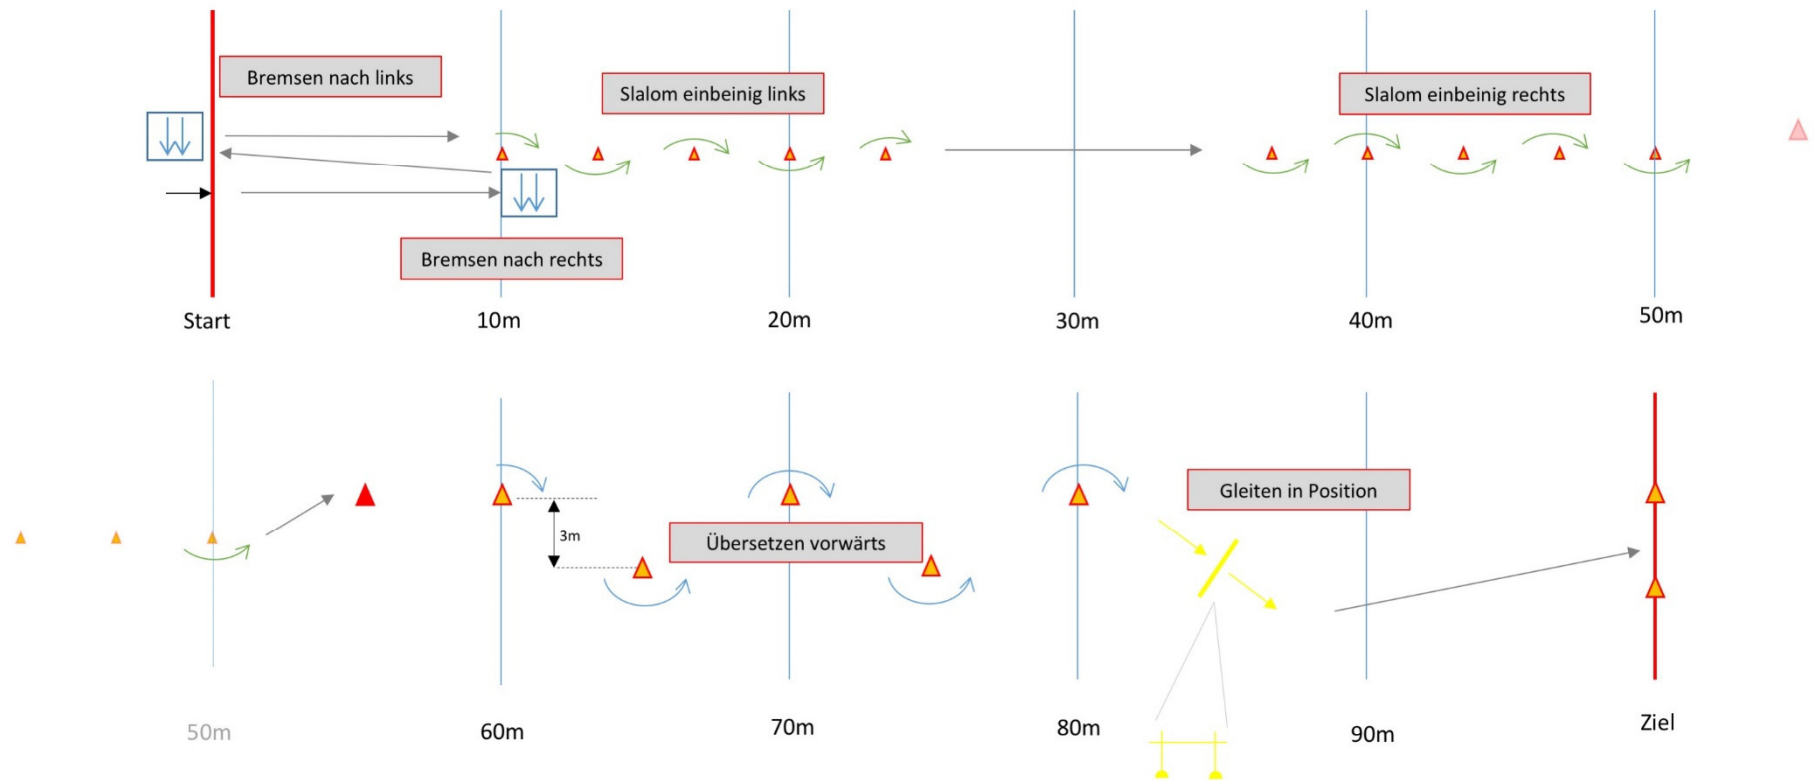 Bremsen nach links
Slalom einbeinig links
Slalom einbeinig rechts
Bremsen nach rechts
Start
10m
20m
30m
40m
50m
Gleiten in Position
3m
Übersetzen vorwärts
50m
60m
70m
80m
90m
Ziel